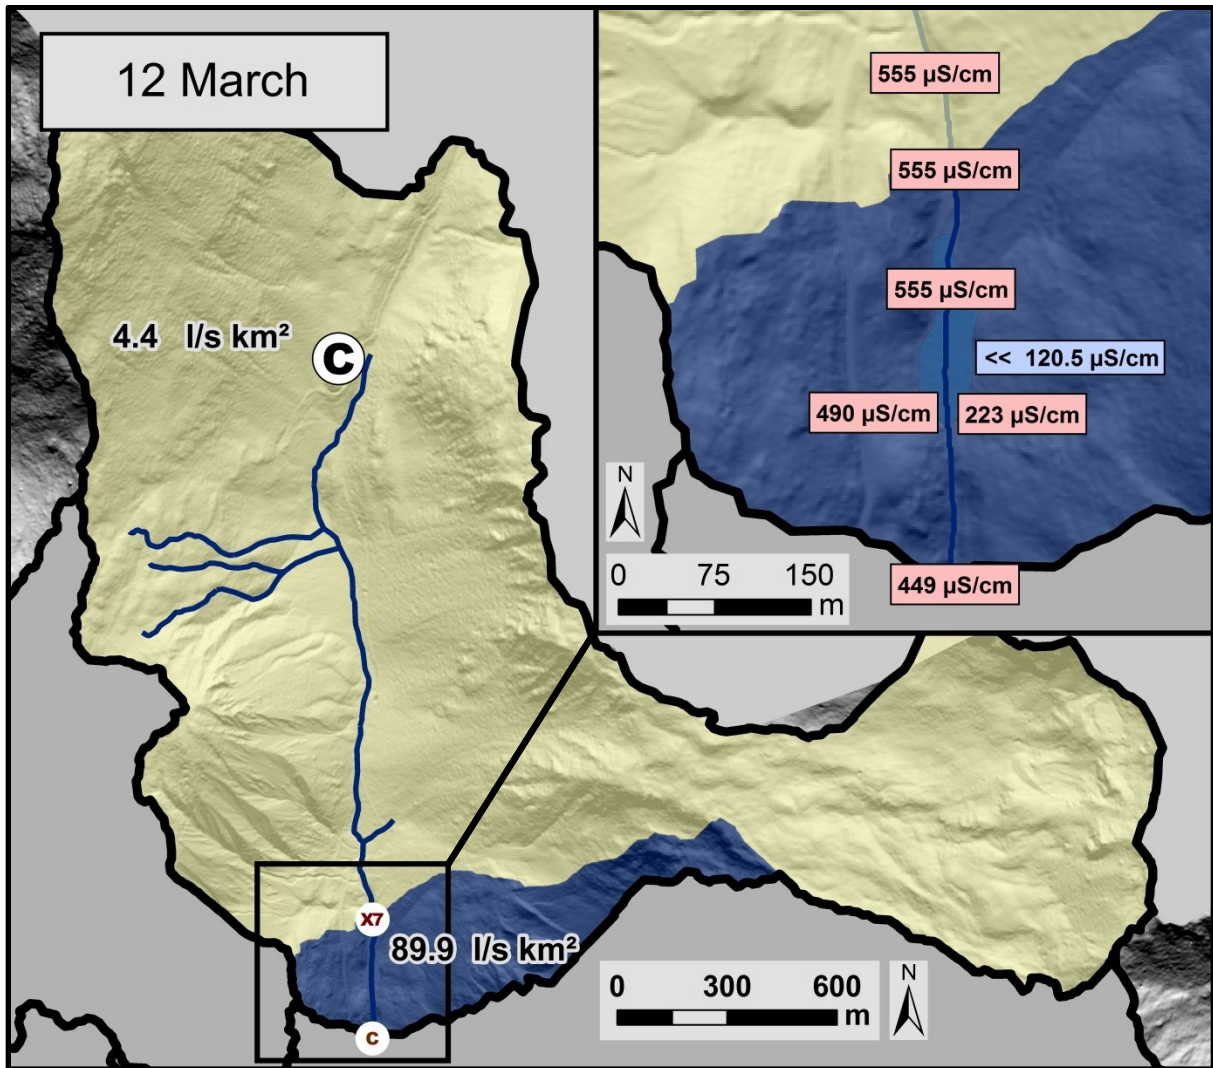 12 March
4.4 l/s km²
C
X7
89.9 l/s km²
C
0 300 600
m
N
555 µS/cm
555 µS/cm
555 µS/cm
<< 120.5 µS/cm
490 µS/cm 223 µS/cm
N
0 75 150
m
449 µS/cm